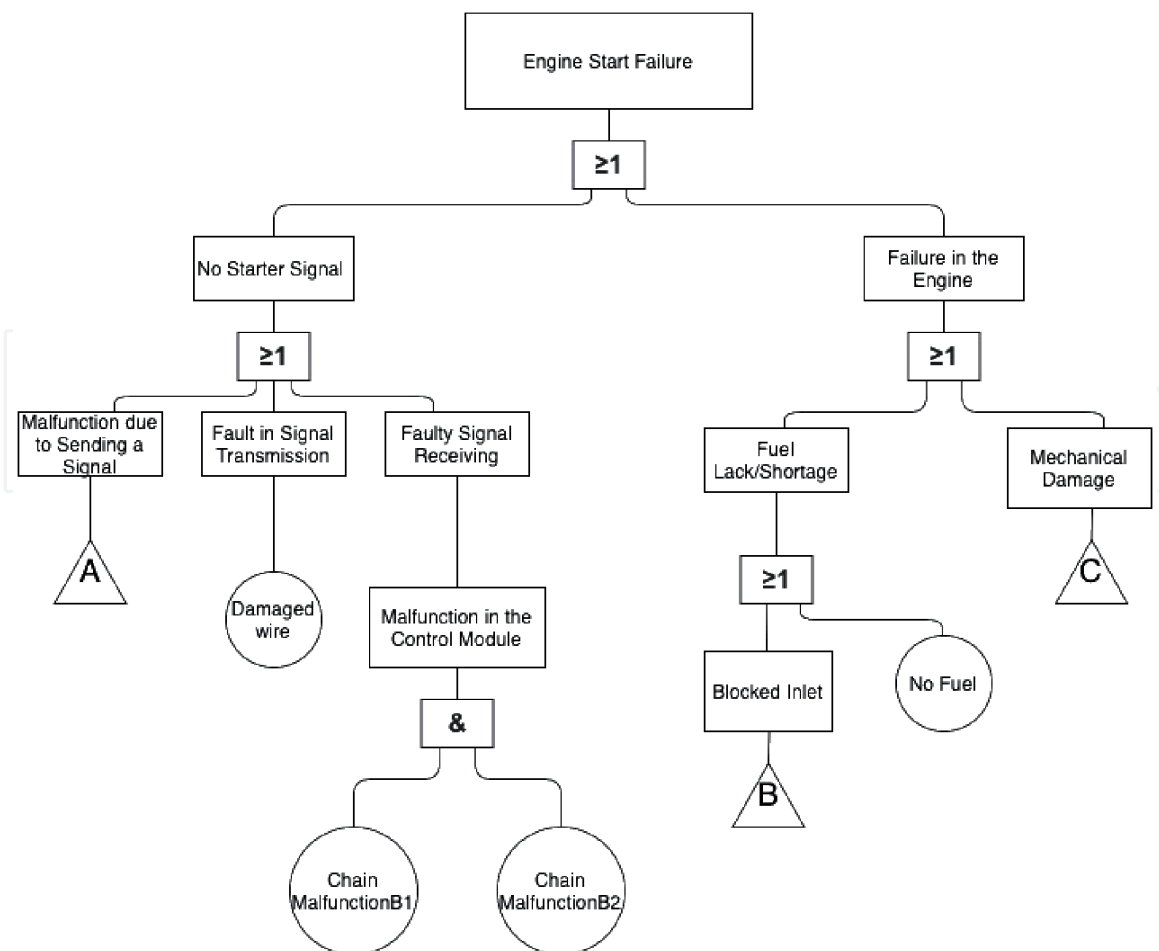 Engine Start Failure
≥1
No Starter Signal
Failure in the
Engine
≥1
≥1
Malfunction due
to Sending a
Signal
Fault in Signal
Transmission
Faulty Signal
Receiving
Fuel
Lack/Shortage
Mechanical
Damage
A
Damaged
wire
Malfunction in the
Control Module
≥1
C
Blocked Inlet
No Fuel
&
B
Chain
MalfunctionB1
Chain
MalfunctionB2